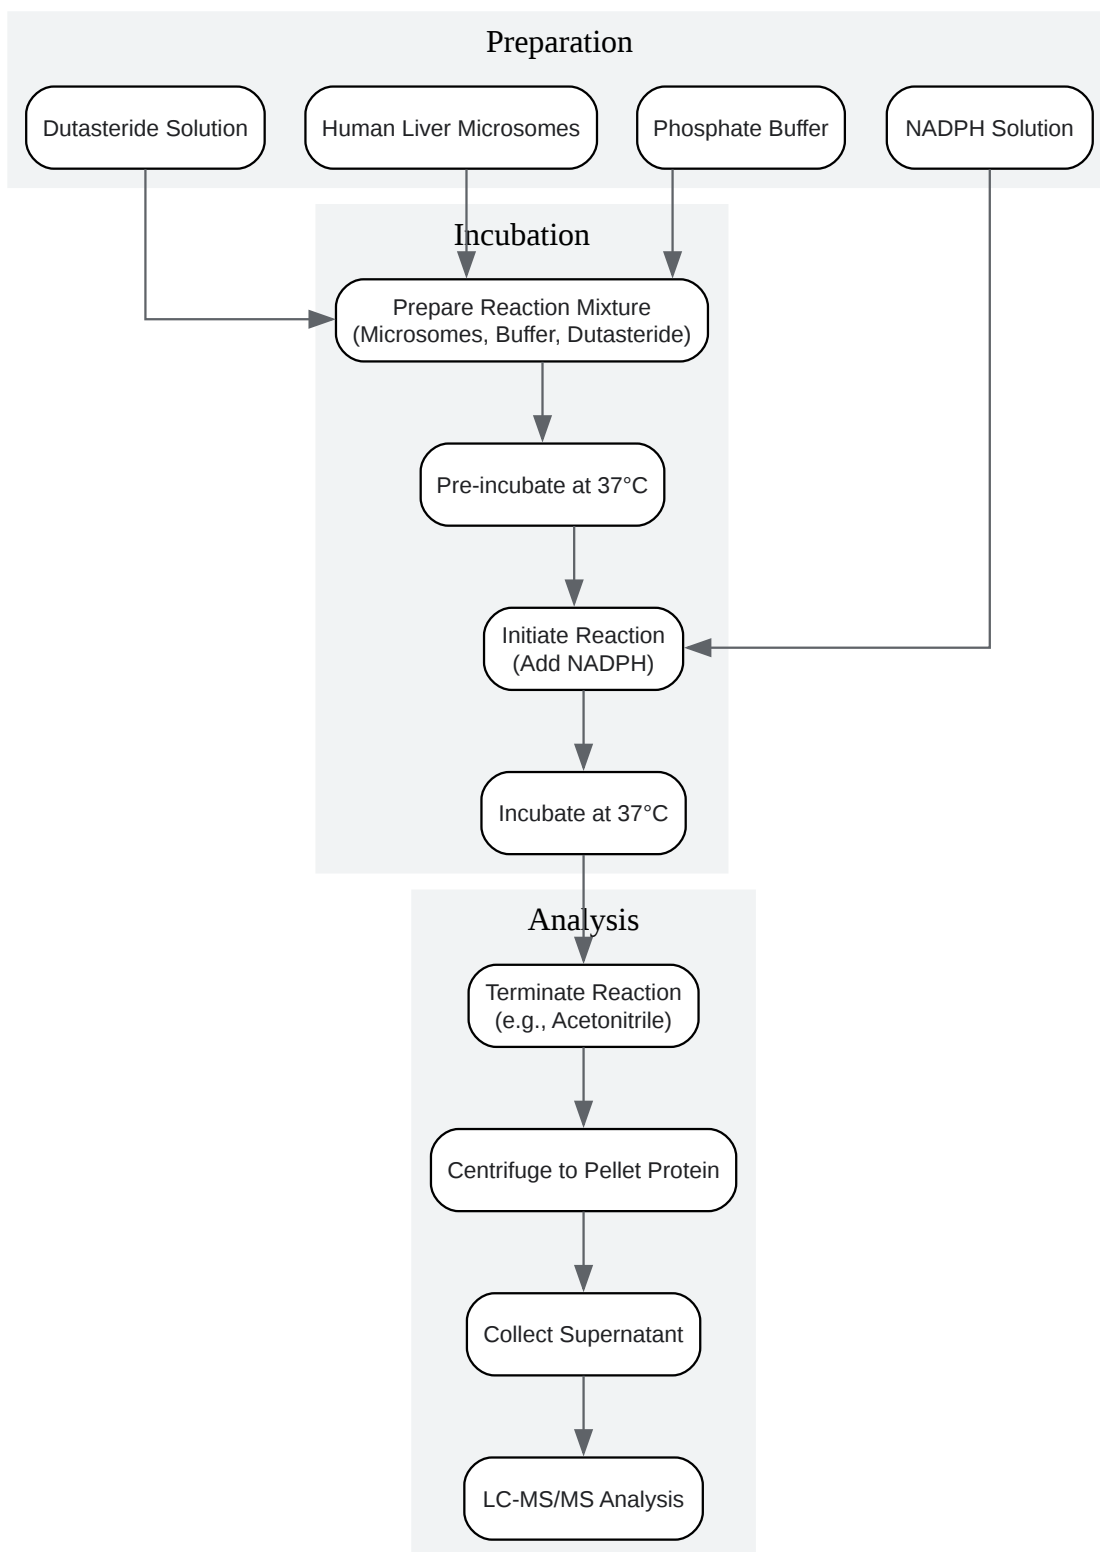 Preparation
Dutasteride Solution
Human Liver Microsomes
Phosphate Buffer
NADPH Solution
Incubation
Prepare Reaction Mixture
(Microsomes, Buffer, Dutasteride)
Pre-incubate at 37°C
Initiate Reaction
(Add NADPH)
Incubate at 37°C
Analysis
Terminate Reaction
(e.g., Acetonitrile)
Centrifuge to Pellet Protein
Collect Supernatant
LC-MS/MS Analysis